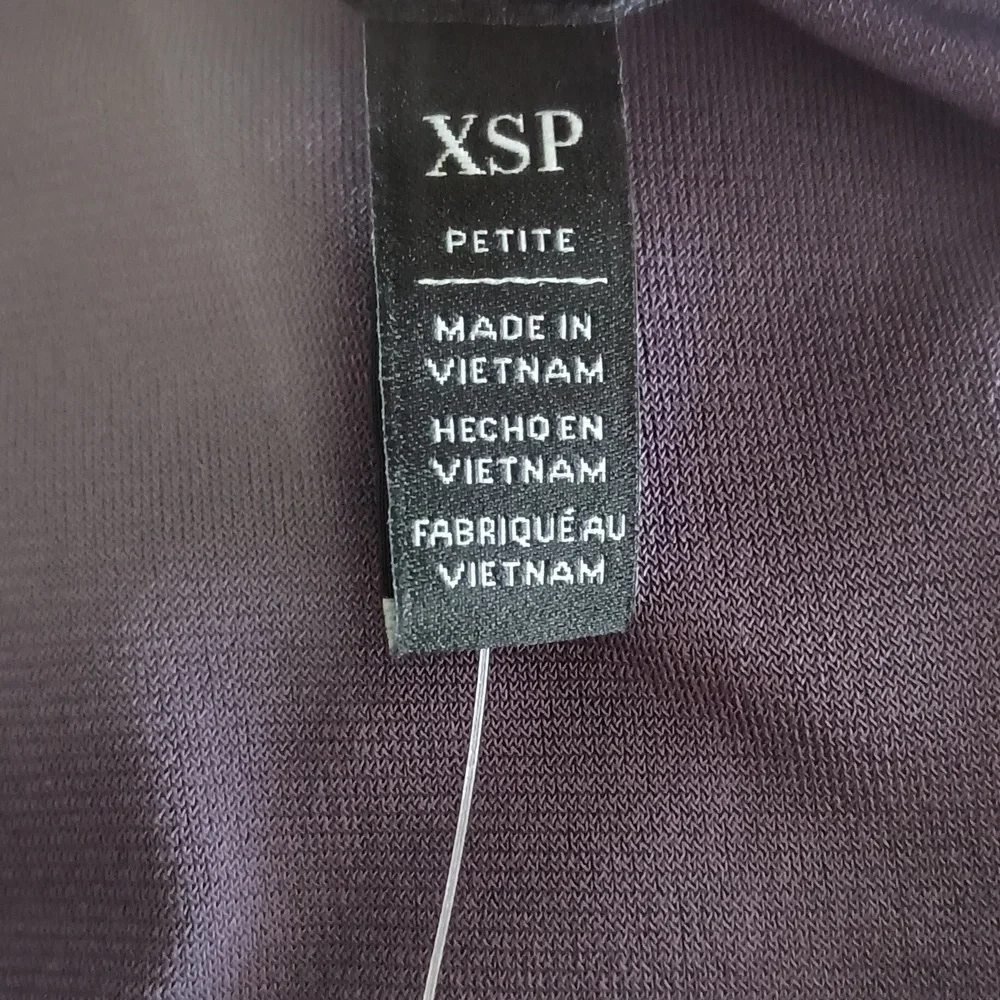 XSP
PETITE
MADE IN
VIETNAM
HECHO EN
VIETNAM
FABRIQUÉ AU
VIETNAM